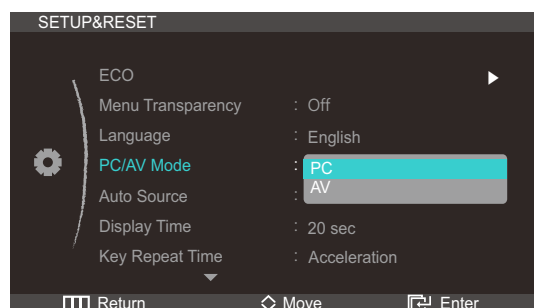 SETUP&RESET
ECO
Menu Transparency : Off
Language : English
PC/AV Mode : PC
AV
Auto Source :
Display Time : 20 sec
Key Repeat Time : Acceleration
Return Move Enter